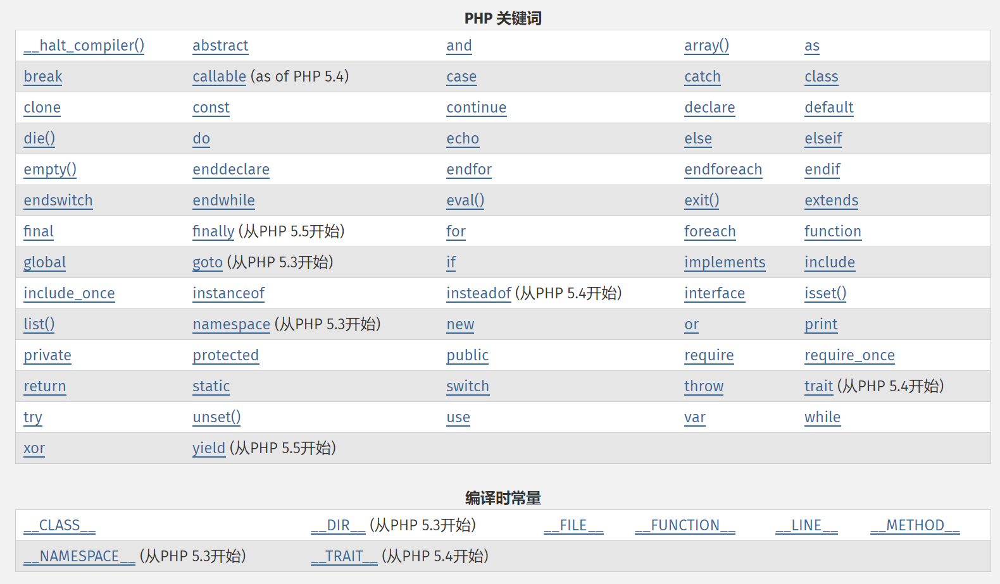 PHP 关键词
__halt_compiler() abstract and array() as
break callable (as of PHP 5.4) case catch class
clone const continue declare default
die() do echo else elseif
empty() enddeclare endfor endforeach endif
endswitch endwhile eval() exit() extends
final finally (从PHP 5.5开始) for foreach function
global goto (从PHP 5.3开始) if implements include
include_once instanceof insteadof (从PHP 5.4开始) interface isset()
list() namespace (从PHP 5.3开始) new or print
private protected public require require_once
return static switch throw trait (从PHP 5.4开始)
try unset() use var while
xor yield (从PHP 5.5开始)
编译时常量
__CLASS__ __DIR__ (从PHP 5.3开始) __FILE__ __FUNCTION__ __LINE__ __METHOD__
__NAMESPACE__ (从PHP 5.3开始) __TRAIT__ (从PHP 5.4开始)